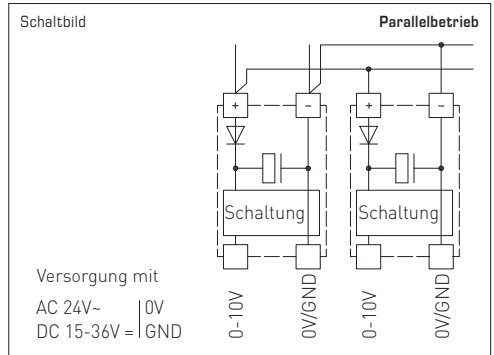 Schaltbild
Parallelbetrieb
+ − + −
Schaltung Schaltung
Versorgung mit
AC 24V~ 0V
DC 15-36V = GND
0-10V
0V/GND
0-10V
0V/GND